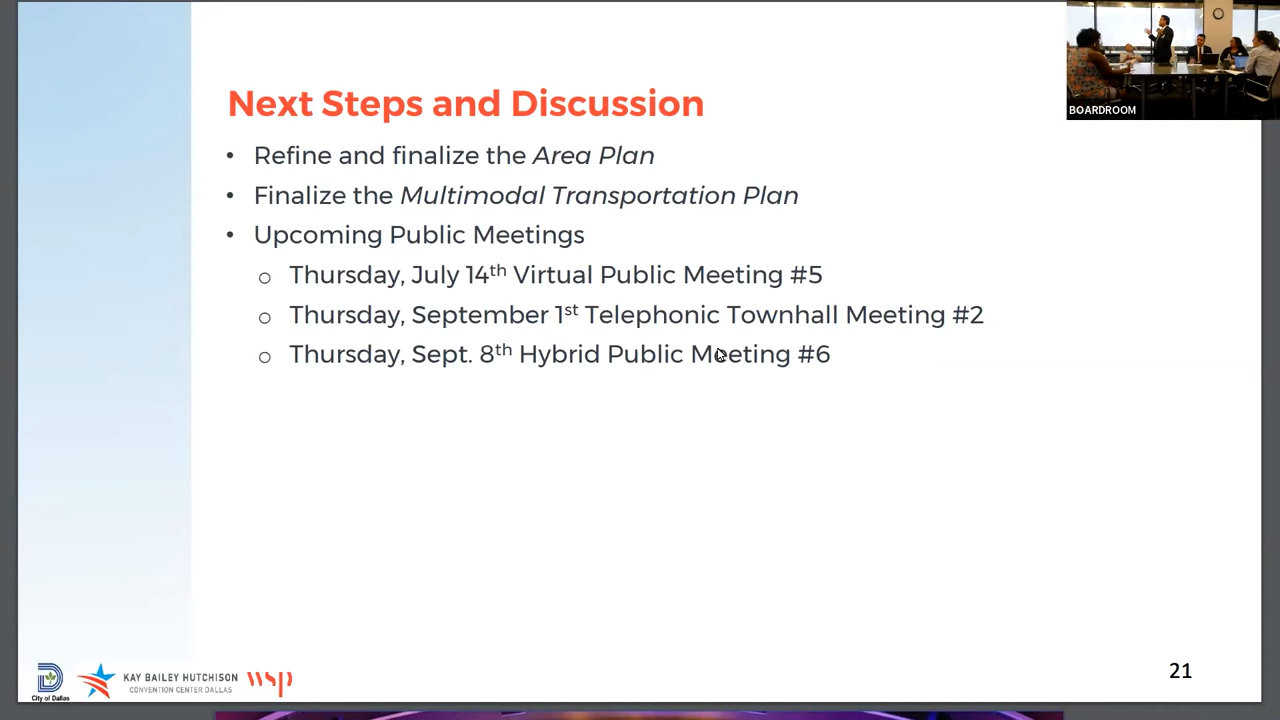 BOARDROOM
Next Steps and Discussion
• Refine and finalize the Area Plan
• Finalize the Multimodal Transportation Plan
• Upcoming Public Meetings
o Thursday, July 14th Virtual Public Meeting #5
o Thursday, September 1st Telephonic Townhall Meeting #2
o Thursday, Sept. 8th Hybrid Public Meeting #6
City of Dallas
KAY BAILEY HUTCHISON
CONVENTION CENTER DALLAS
wsp
21